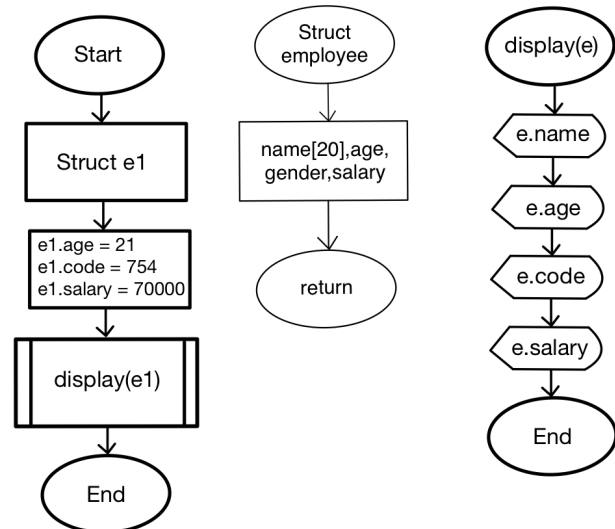 Start
Struct e1
e1.age = 21
e1.code = 754
e1.salary = 70000
display(e1)
End
Struct
employee
name[20],age,
gender,salary
return
display(e)
e.name
e.age
e.code
e.salary
End